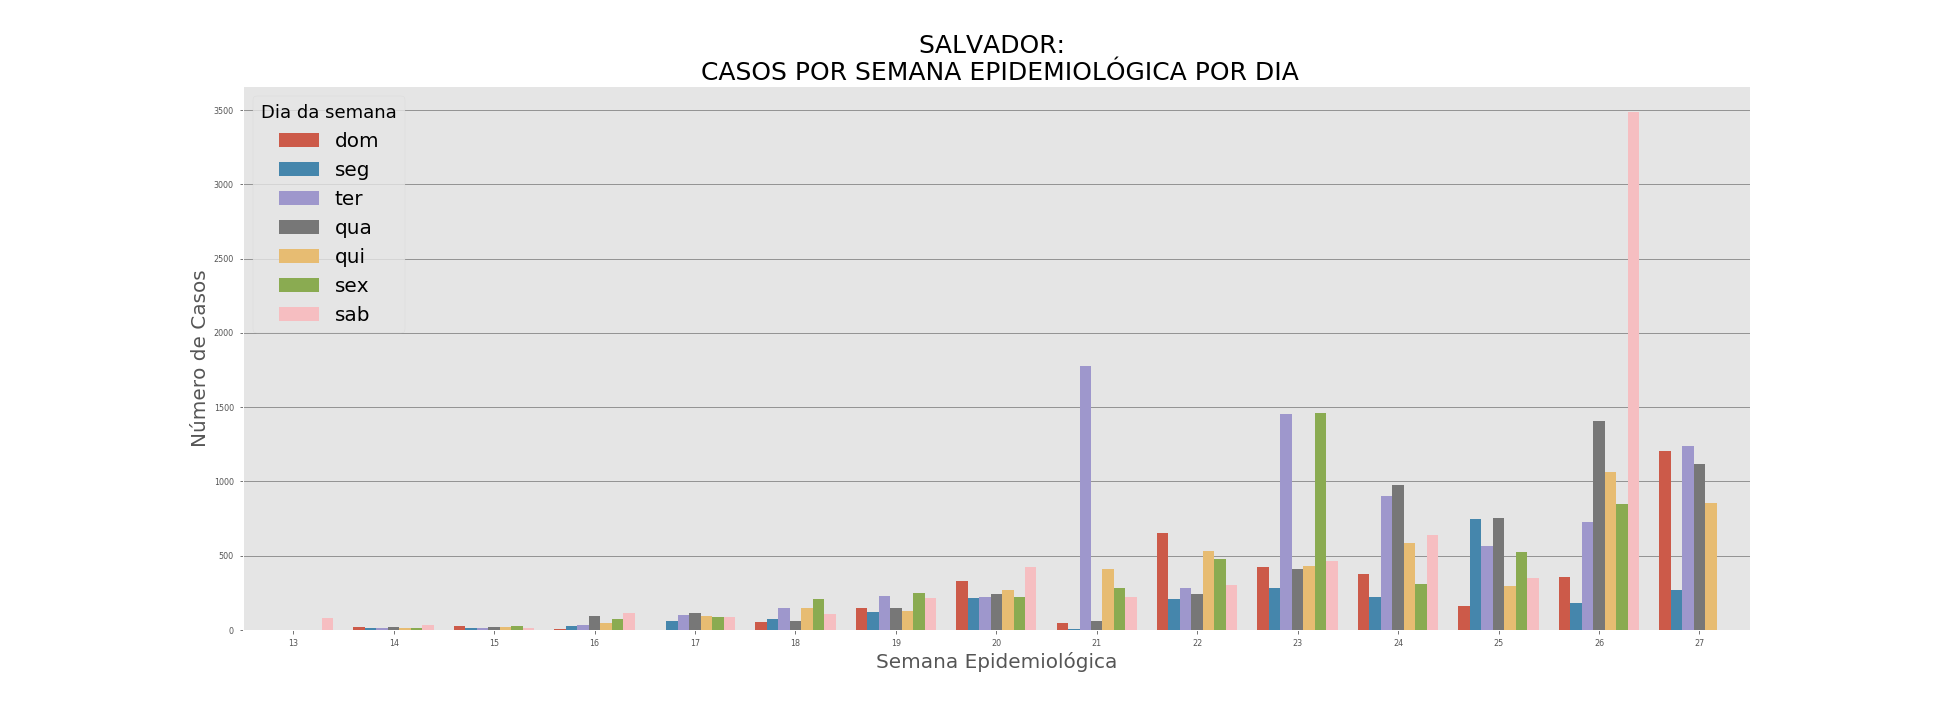 SALVADOR:
CASOS POR SEMANA EPIDEMIOLÓGICA POR DIA
Dia da semana
dom
seg
ter
qua
qui
sex
sab
Número de Casos
3500
3000
2500
2000
1500
1000
500
0
13 14 15 16 17 18 19 20 21 22 23 24 25 26 27
Semana Epidemiológica